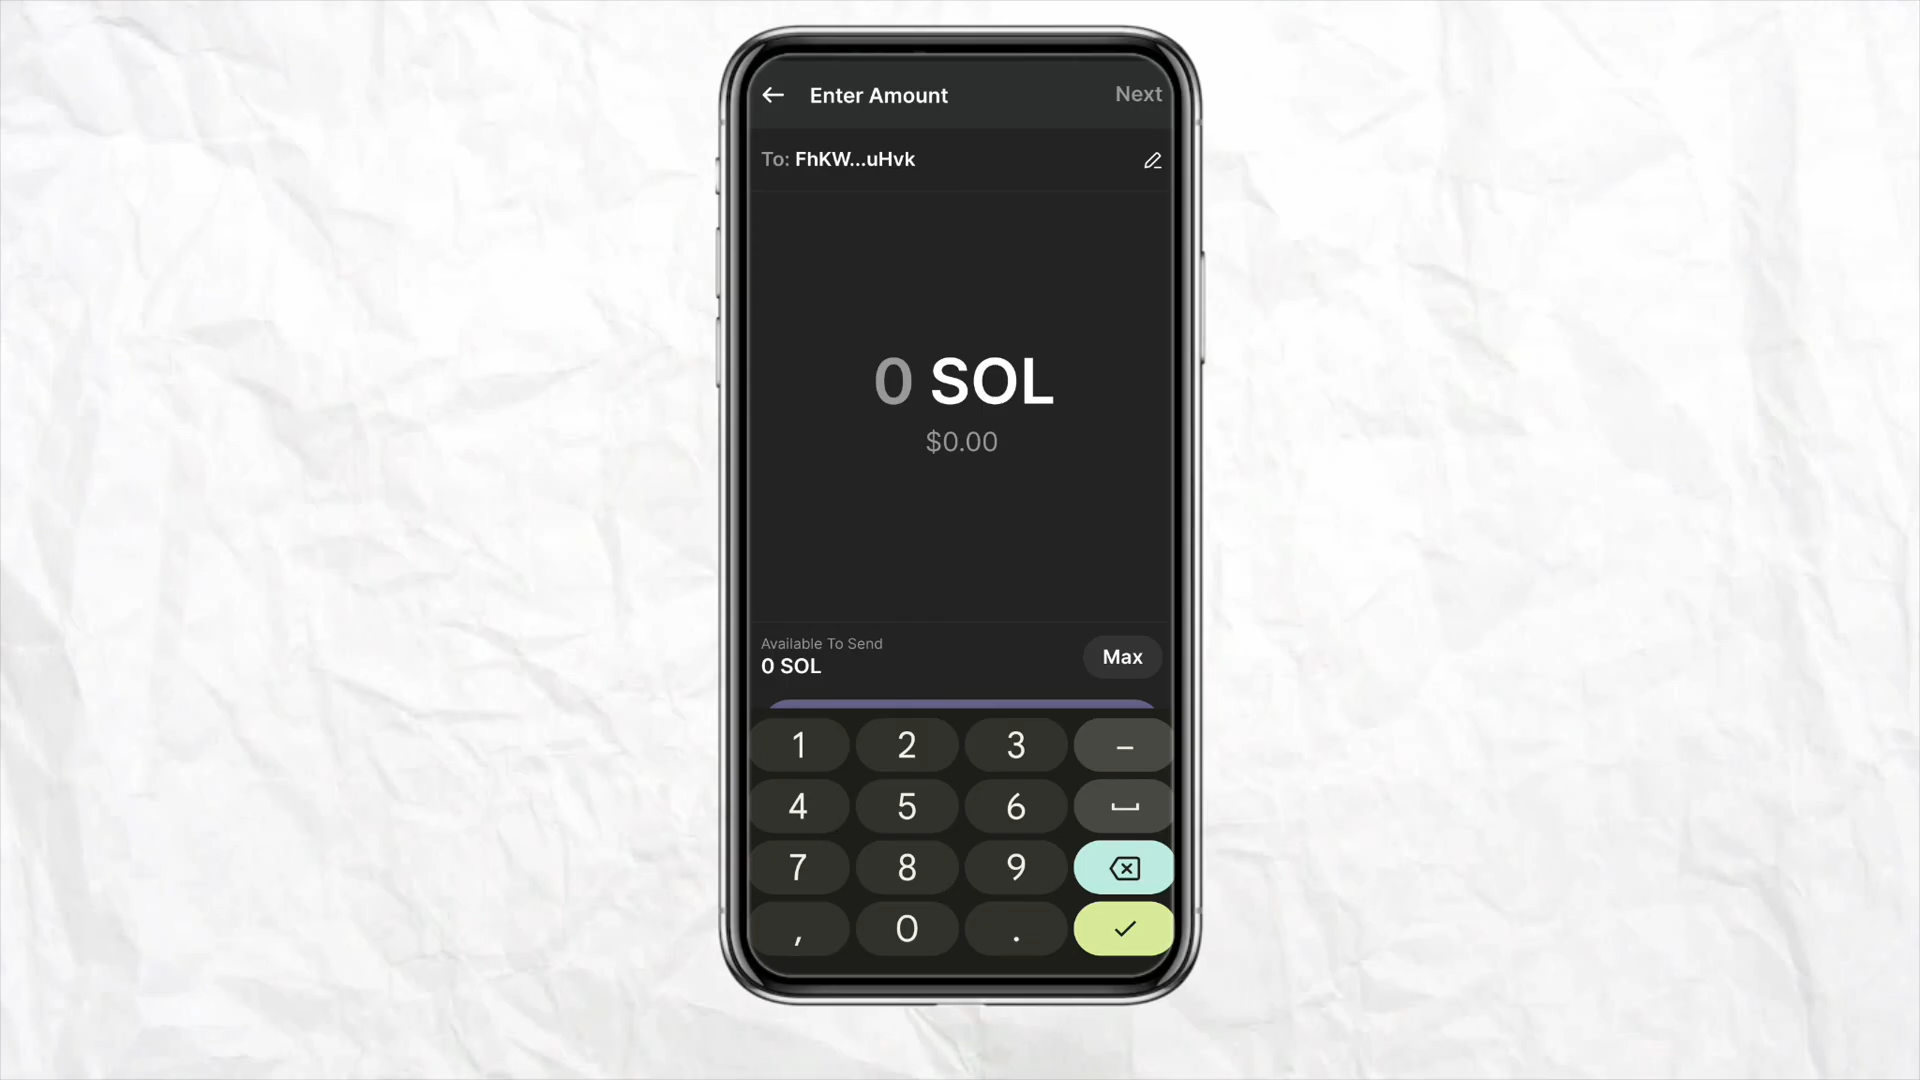 Enter Amount
Next
To: FhKW...uHvk
0 SOL
$0.00
Available To Send
0 SOL
Max
1 2 3 –
4 5 6
7 8 9
, 0 .